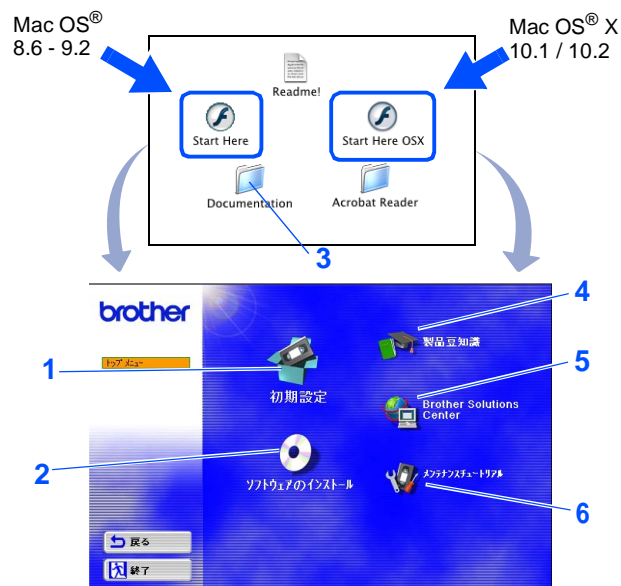 Mac OS® 8.6 - 9.2
Mac OS® X 10.1 / 10.2
Readme!
Start Here
Start Here OSX
Documentation
Acrobat Reader
3
brother
トップ メニュー
1
初期設定
2
ソフトウェアのインストール
4
製品豆知識
5
Brother Solutions
Center
メンテナンスチュートリアル
6
戻る
終了